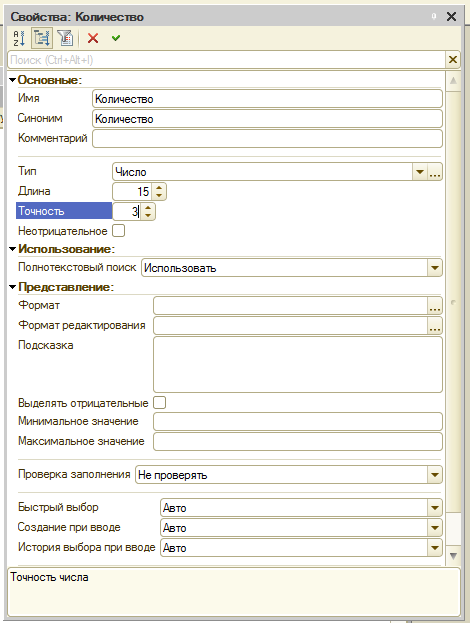 Свойства: Количество
Поиск (Ctrl+Alt+I)
Основные:
Имя Количество
Синоним Количество
Комментарий
Тип Число
Длина 15
Точность 3
Неотрицательное
Использование:
Полнотекстовый поиск Использовать
Представление:
Формат
Формат редактирования
Подсказка
Выделять отрицательные
Минимальное значение
Максимальное значение
Проверка заполнения Не проверять
Быстрый выбор Авто
Создание при вводе Авто
История выбора при вводе Авто
Точность числа